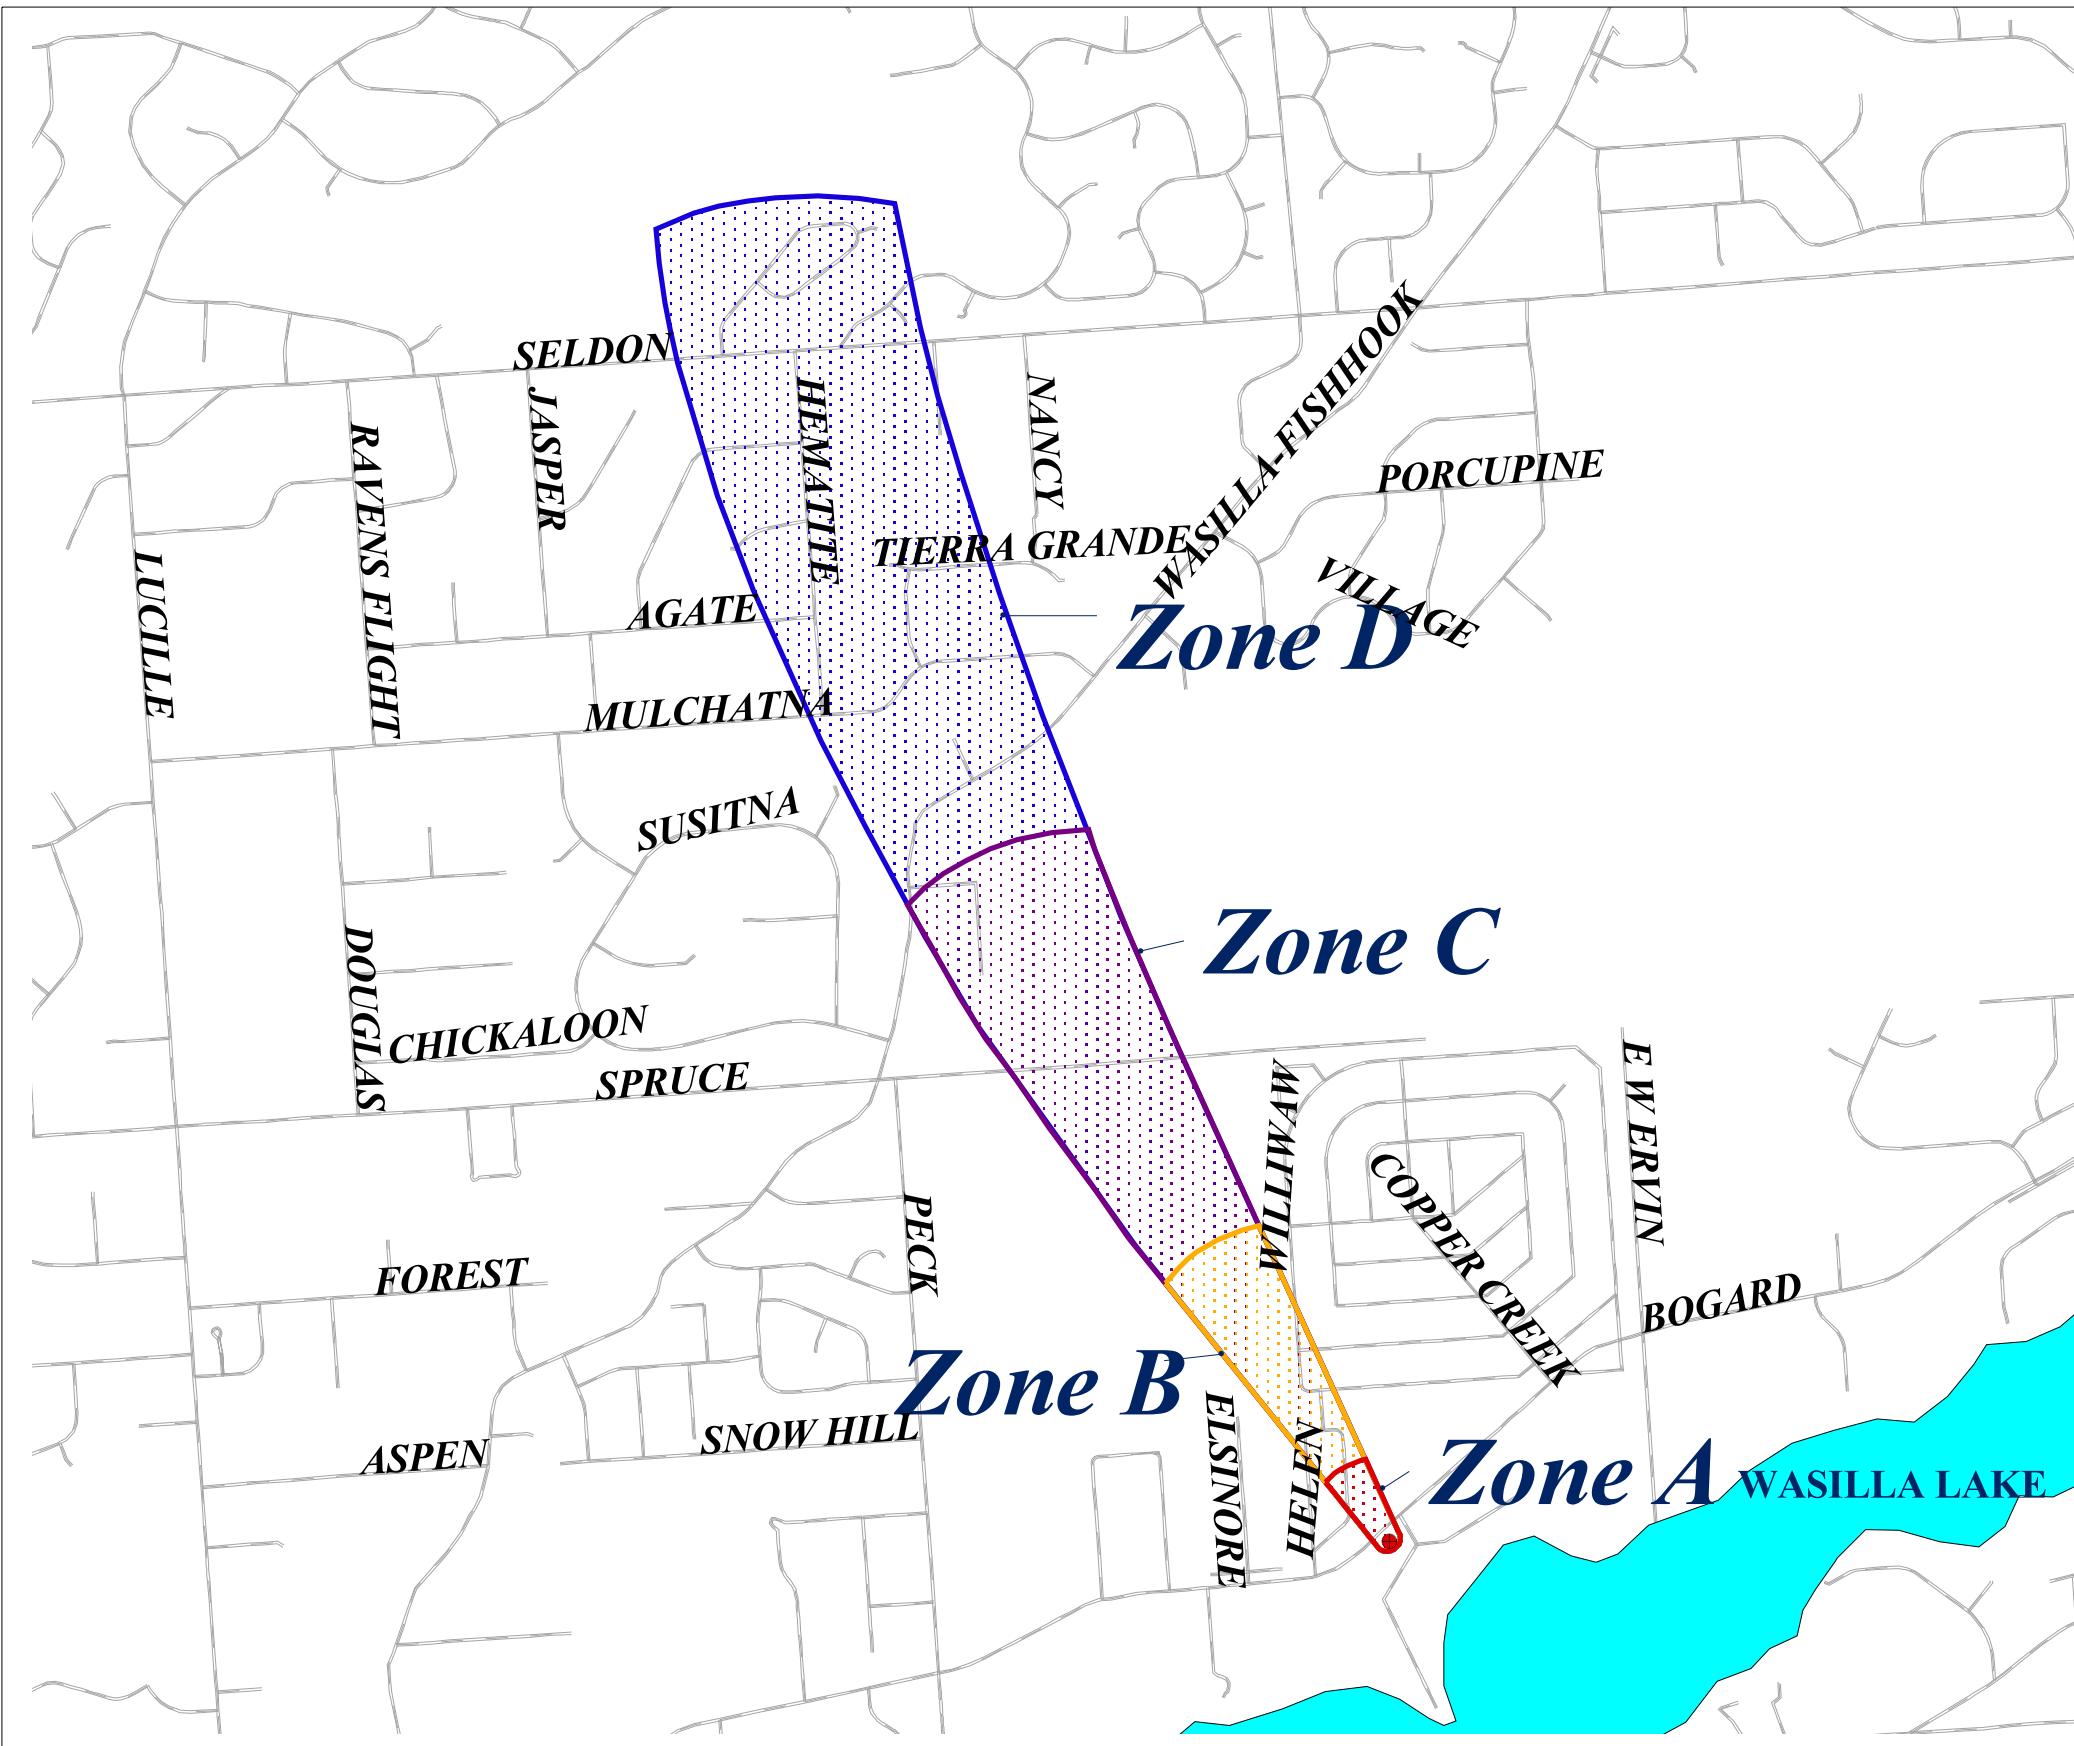 SELDON
JASPER
HEMATITE
NANCY
WASILLA-FISHHOOK
RAVENS FLIGHT
PORCUPINE
TIERRA GRANDE
LUCILLE
VILLAGE
AGATE
Zone D
MULCHATNA
SUSITNA
Zone C
DOUGLAS
CHICKALOON
SPRUCE
WILLIWAW
E W ERVIN
COPPER CREEK
PECK
FOREST
BOGARD
Zone B
ELSINORE
HELEN
SNOW HILL
ASPEN
Zone A
WASILLA LAKE